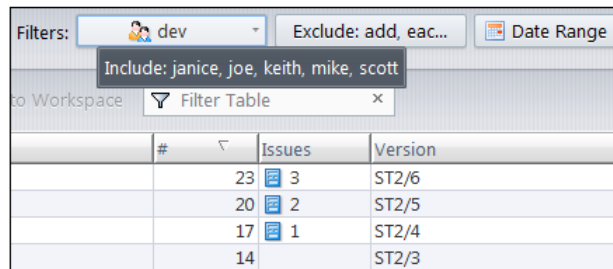 Filters: dev Exclude: add, eac... Date Range
Include: janice, joe, keith, mike, scott
to Workspace Filter Table ×
# Issues Version
23 3 ST2/6
20 2 ST2/5
17 1 ST2/4
14 ST2/3